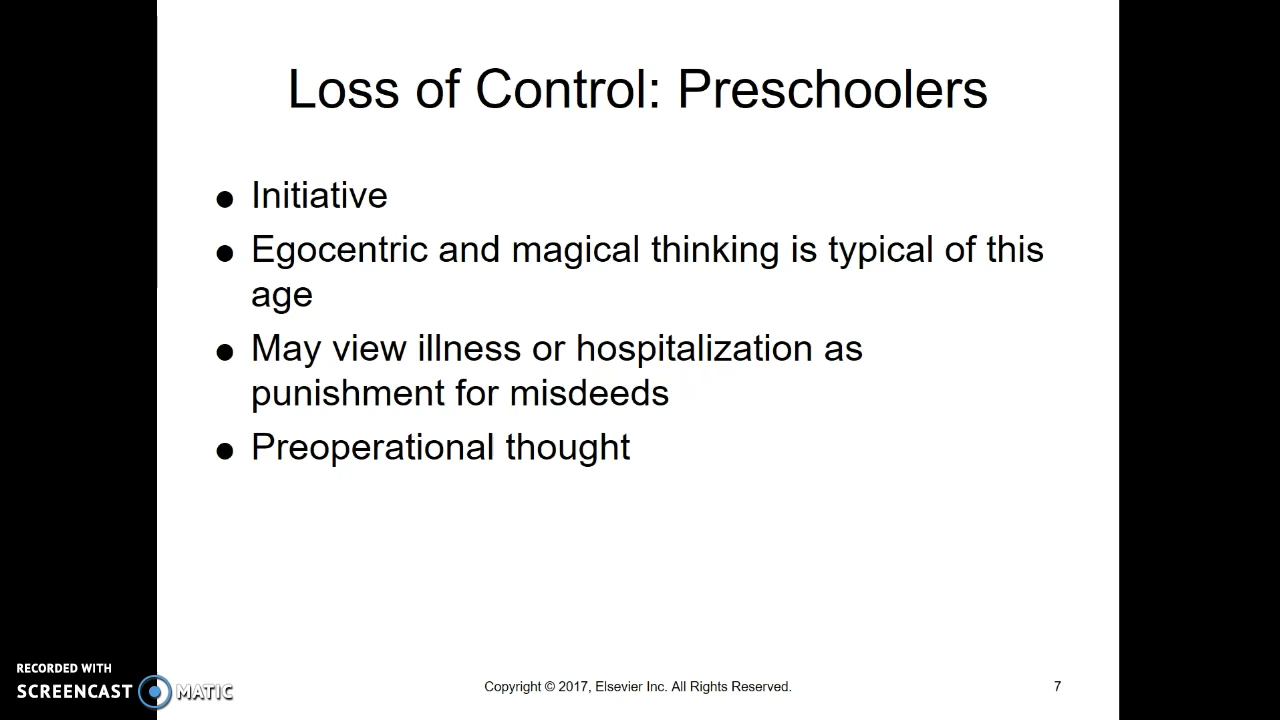 Loss of Control: Preschoolers
● Initiative
● Egocentric and magical thinking is typical of this
age
● May view illness or hospitalization as
punishment for misdeeds
● Preoperational thought
RECORDED WITH
SCREENCAST MATIC
Copyright © 2017, Elsevier Inc. All Rights Reserved.
7